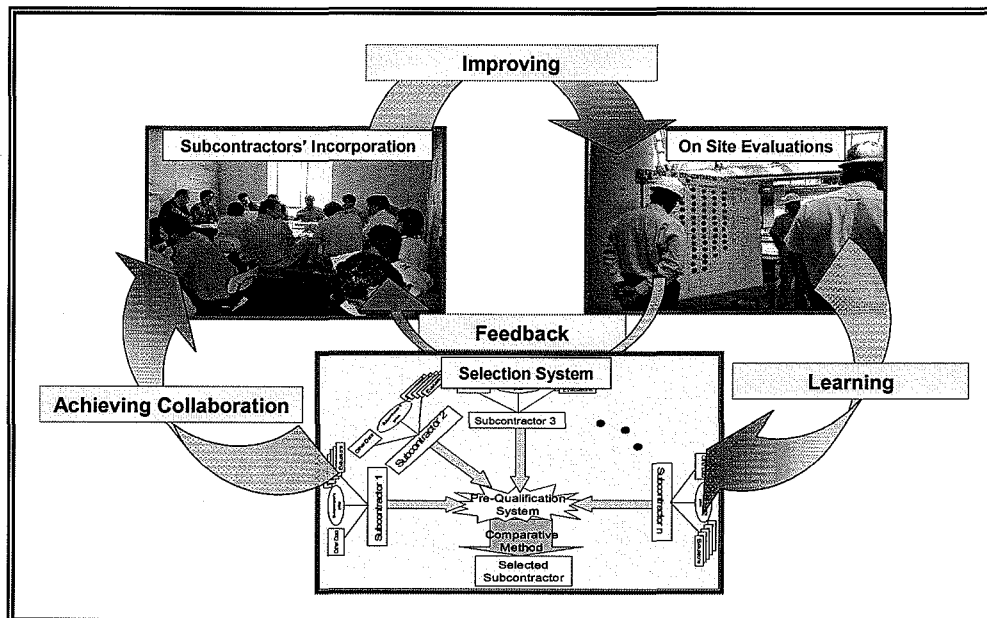 Improving
Subcontractors' Incorporation
On Site Evaluations
Feedback
Selection System
Achieving Collaboration
Learning
Subcontractor 2
Subcontractor 3
Subcontractor 1
Subcontractor n
Pre-Qualification
System
Comparative
Method
Selected
Subcontractor